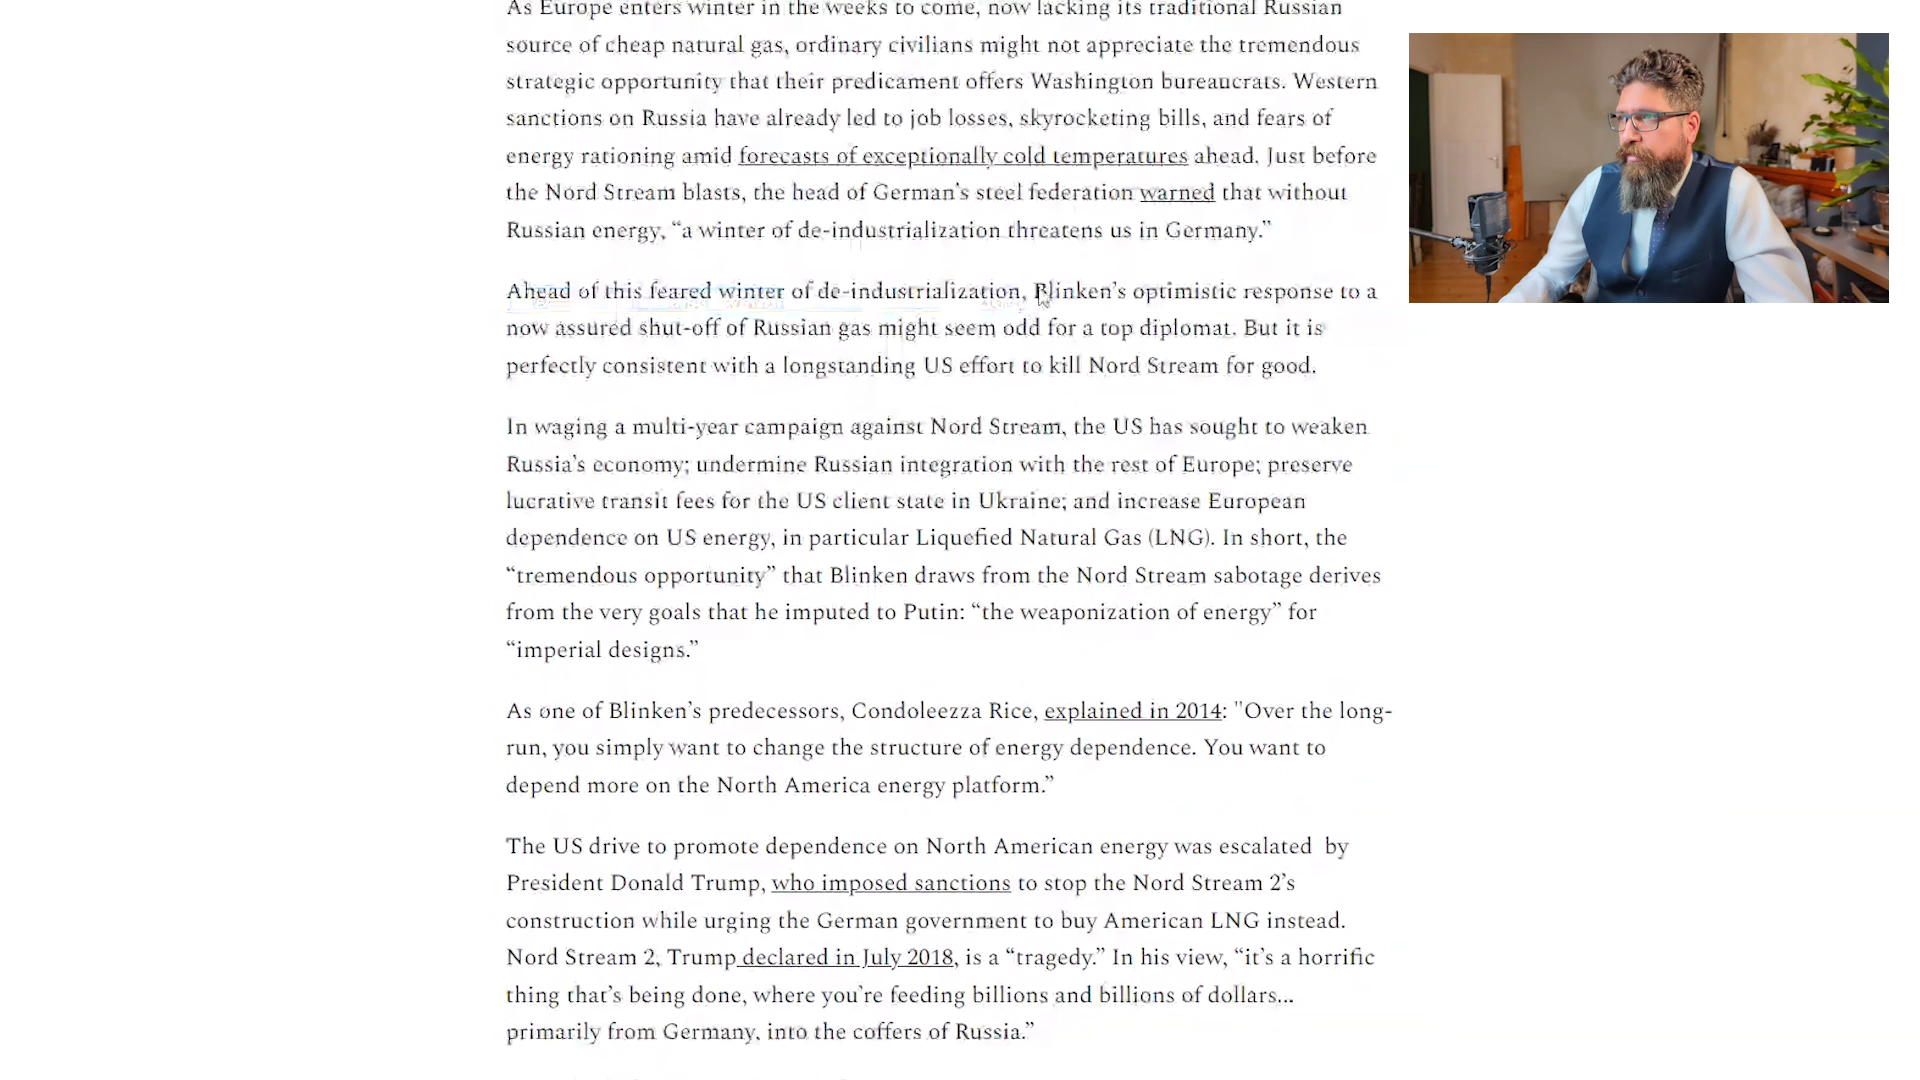 As Europe enters winter in the weeks to come, now lacking its traditional Russian
source of cheap natural gas, ordinary civilians might not appreciate the tremendous
strategic opportunity that their predicament offers Washington bureaucrats. Western
sanctions on Russia have already led to job losses, skyrocketing bills, and fears of
energy rationing amid forecasts of exceptionally cold temperatures ahead. Just before
the Nord Stream blasts, the head of German’s steel federation warned that without
Russian energy, “a winter of de-industrialization threatens us in Germany.”
Ahead of this feared winter of de-industrialization, Blinken’s optimistic response to a
now assured shut-off of Russian gas might seem odd for a top diplomat. But it is
perfectly consistent with a longstanding US effort to kill Nord Stream for good.
In waging a multi-year campaign against Nord Stream, the US has sought to weaken
Russia’s economy; undermine Russian integration with the rest of Europe; preserve
lucrative transit fees for the US client state in Ukraine; and increase European
dependence on US energy, in particular Liquefied Natural Gas (LNG). In short, the
“tremendous opportunity” that Blinken draws from the Nord Stream sabotage derives
from the very goals that he imputed to Putin: “the weaponization of energy” for
“imperial designs.”
As one of Blinken’s predecessors, Condoleezza Rice, explained in 2014: "Over the long-
run, you simply want to change the structure of energy dependence. You want to
depend more on the North America energy platform.”
The US drive to promote dependence on North American energy was escalated  by
President Donald Trump, who imposed sanctions to stop the Nord Stream 2’s
construction while urging the German government to buy American LNG instead.
Nord Stream 2, Trump declared in July 2018, is a “tragedy.” In his view, “it’s a horrific
thing that’s being done, where you’re feeding billions and billions of dollars...
primarily from Germany, into the coffers of Russia.”